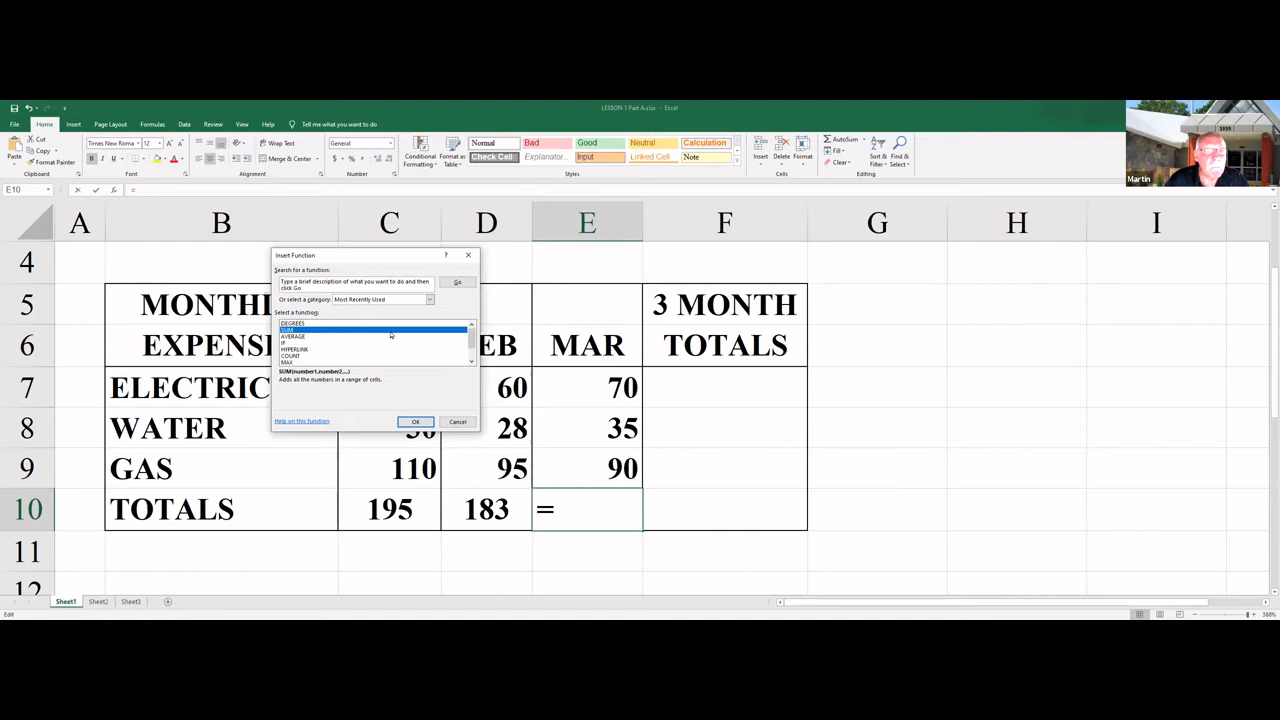 LESSON 1 Part A.xlsx - Excel
File Home Insert Page Layout Formulas Data Review View Help Tell me what you want to do
Paste
Cut
Copy
Format Painter
Clipboard
Times New Roma 12
B I U
Font
Wrap Text
Merge & Center
Alignment
General
$ %
Number
Conditional
Formatting
Format as
Table
Normal Bad Good Neutral Calculation
Check Cell Explanatory... Input Linked Cell Note
Styles
Insert Delete Format
Cells
AutoSum
Fill
Clear
Sort &
Filter
Find &
Select
Editing
1915
Martin
E10 fx =
A B C D E F G H I
4
5 MONTHL 3 MONTH
6 EXPENS EB MAR TOTALS
7 ELECTRIC 60 70
8 WATER 28 35
9 GAS 110 95 90
10 TOTALS 195 183 =
11
12
Insert Function ?
Search for a function:
Type a brief description of what you want to do and then
click Go
Go
Or select a category: Most Recently Used
Select a function:
DEGREES
SUM
AVERAGE
IF
HYPERLINK
COUNT
MAX
SUM(number1,number2,...)
Adds all the numbers in a range of cells.
Help on this function
OK Cancel
Sheet1 Sheet2 Sheet3
Edit
388%